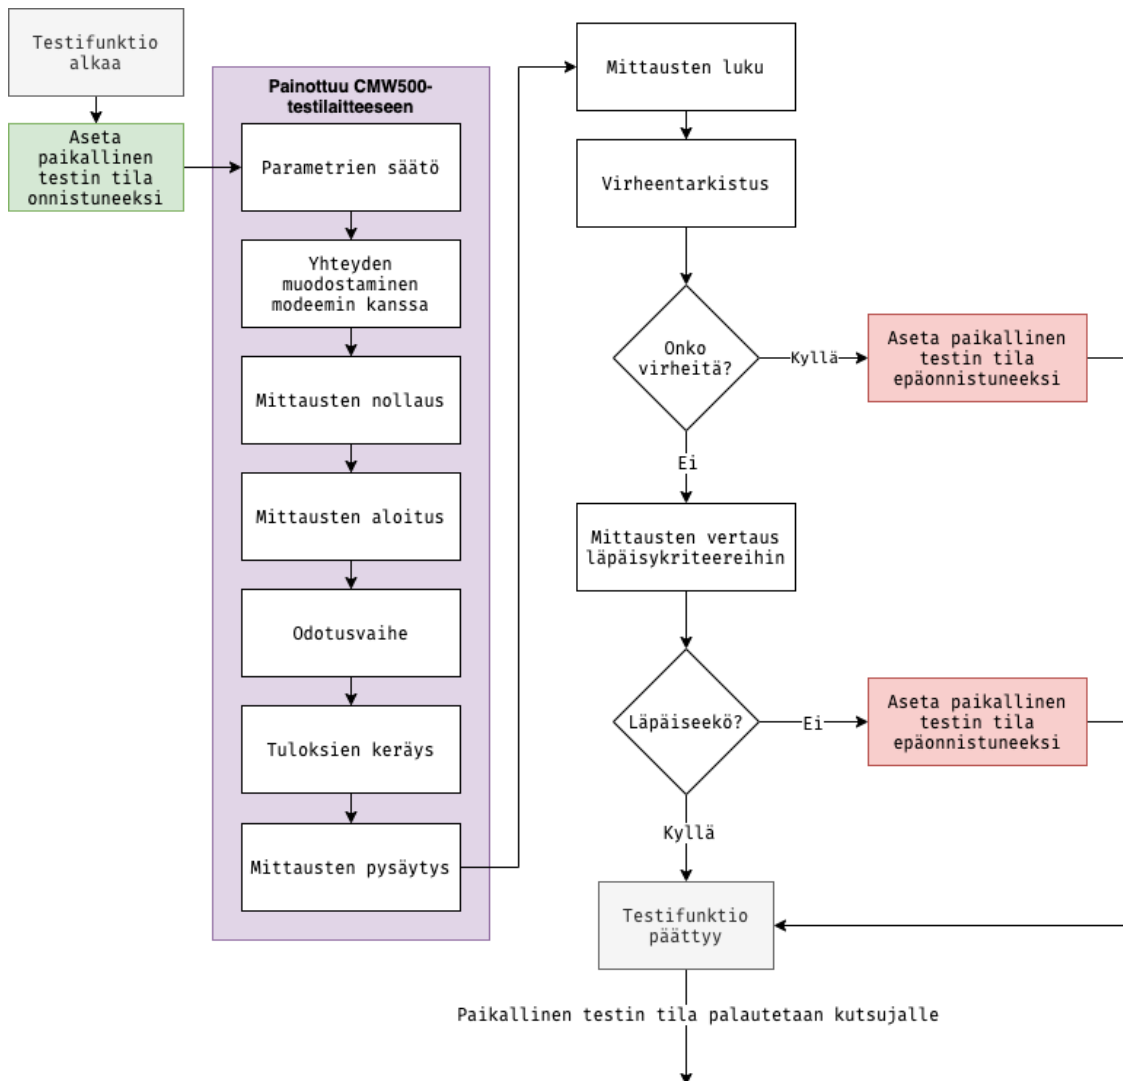 Testifunktio
alkaa
Aseta
paikallinen
testin tila
onnistuneeksi
Painottuu CMW500-
testilaitteeseen
Parametrien säätö
Yhteyden
muodostaminen
modeemin kanssa
Mittausten nollaus
Mittausten aloitus
Odotusvaihe
Tuloksien keräys
Mittausten pysäytys
Mittausten luku
Virheentarkistus
Onko
virheitä?
Kyllä
Aseta paikallinen
testin tila
epäonnistuneeksi
Ei
Mittausten vertaus
läpäisykriteereihin
Läpäiseekö?
Ei
Aseta paikallinen
testin tila
epäonnistuneeksi
Kyllä
Testifunktio
päättyy
Paikallinen testin tila palautetaan kutsujalle